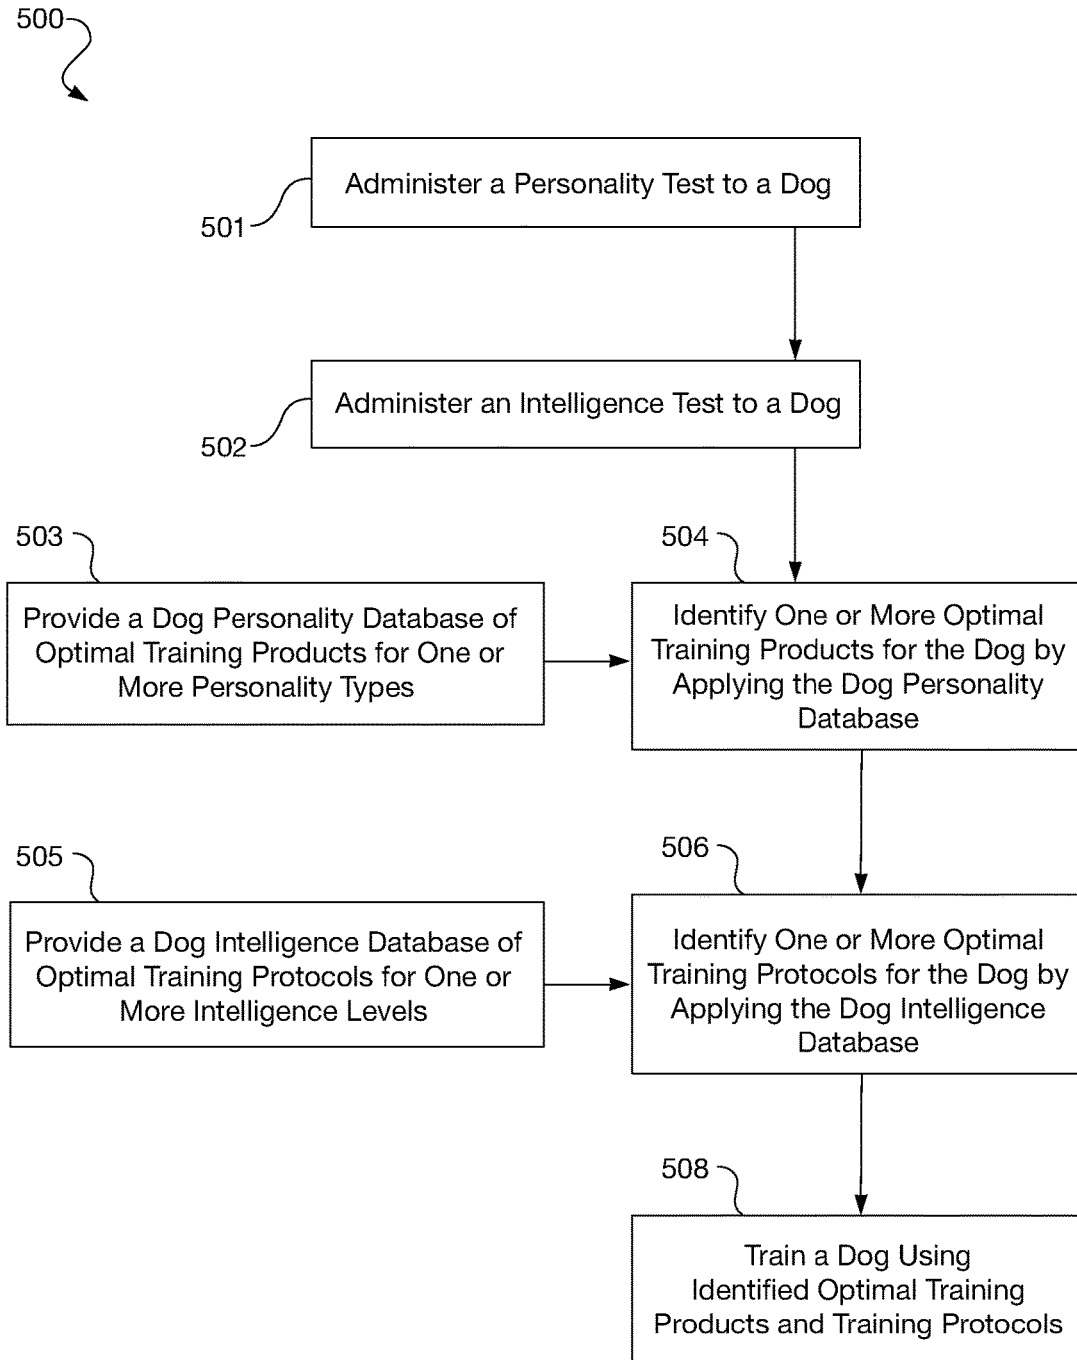 500
Administer a Personality Test to a Dog
501
Administer an Intelligence Test to a Dog
502
503
Provide a Dog Personality Database of
Optimal Training Products for One or
More Personality Types
504
Identify One or More Optimal
Training Products for the Dog by
Applying the Dog Personality
Database
505
Provide a Dog Intelligence Database of
Optimal Training Protocols for One or
More Intelligence Levels
506
Identify One or More Optimal
Training Protocols for the Dog by
Applying the Dog Intelligence
Database
508
Train a Dog Using
Identified Optimal Training
Products and Training Protocols